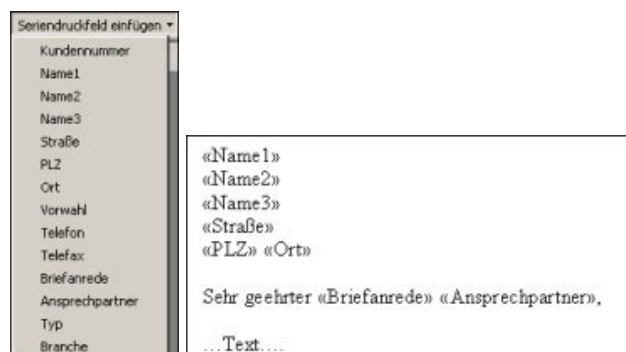 Seriendruckfeld einfügen
Kundennummer
Name1
Name2
Name3
Straße
PLZ
Ort
Vorwahl
Telefon
Telefax
Briefanrede
Ansprechpartner
Typ
Branche
«Name1»
«Name2»
«Name3»
«Straße»
«PLZ» «Ort»
Sehr geehrter «Briefanrede» «Ansprechpartner»,
...Text....